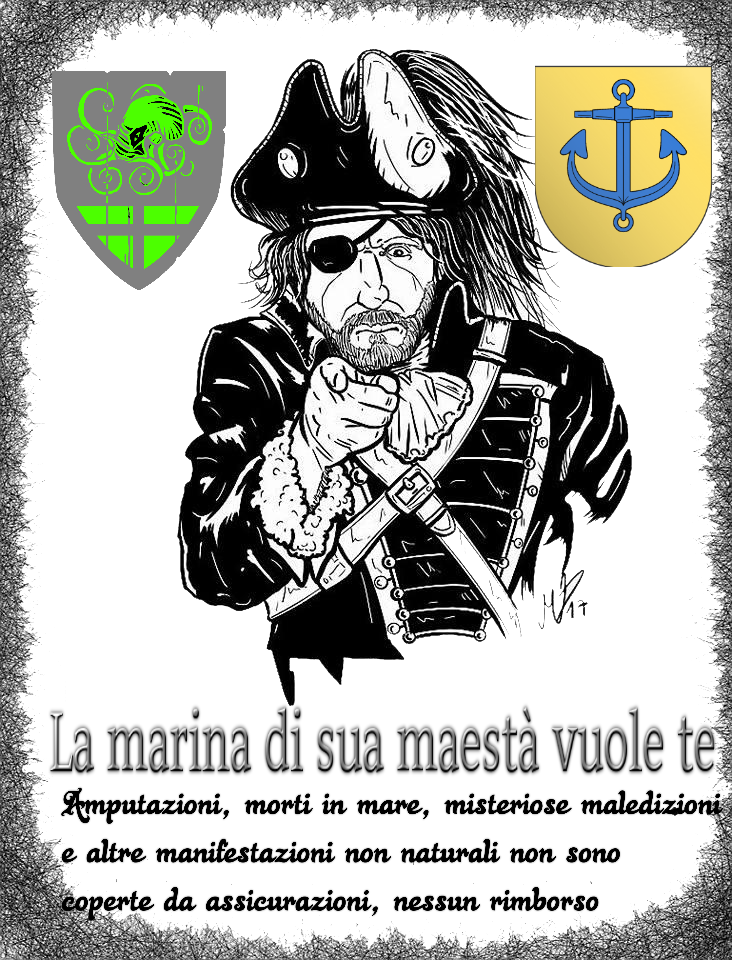 La marina di sua maestà vuole te
Amputazioni, morti in mare, misteriose maledizioni
e altre manifestazioni non naturali non sono
coperte da assicurazioni, nessun rimborso